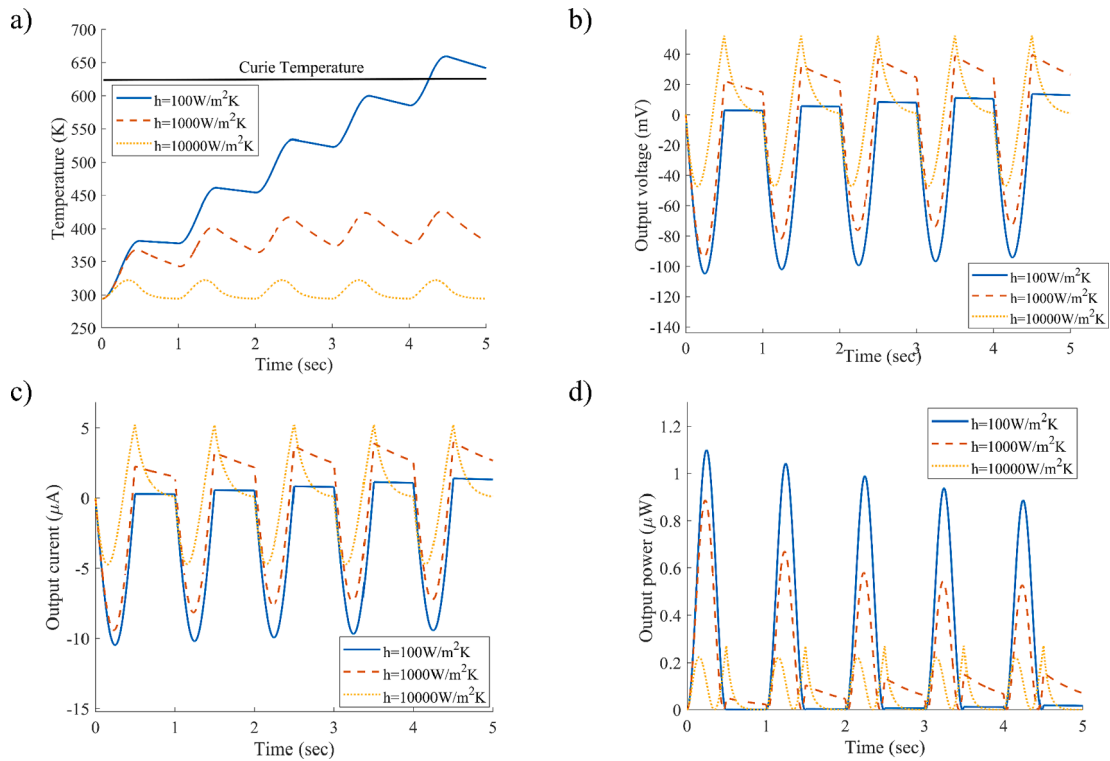 a)
700
650
600
550
500
450
400
350
300
250
Temperature (K)
Curie Temperature
h=100W/m²K
h=1000W/m²K
h=10000W/m²K
0 1 2 3 4 5
Time (sec)
b)
40
20
0
-20
-40
-60
-80
-100
-120
-140
Output voltage (mV)
h=100W/m²K
h=1000W/m²K
h=10000W/m²K
0 1 2 3 4 5
Time (sec)
c)
5
0
-5
-10
-15
Output curent (μA)
h=100W/m²K
h=1000W/m²K
h=10000W/m²K
0 1 2 3 4 5
Time (sec)
d)
1.2
1
0.8
0.6
0.4
0.2
0
Output power (μW)
h=100W/m²K
h=1000W/m²K
h=10000W/m²K
0 1 2 3 4 5
Time (sec)